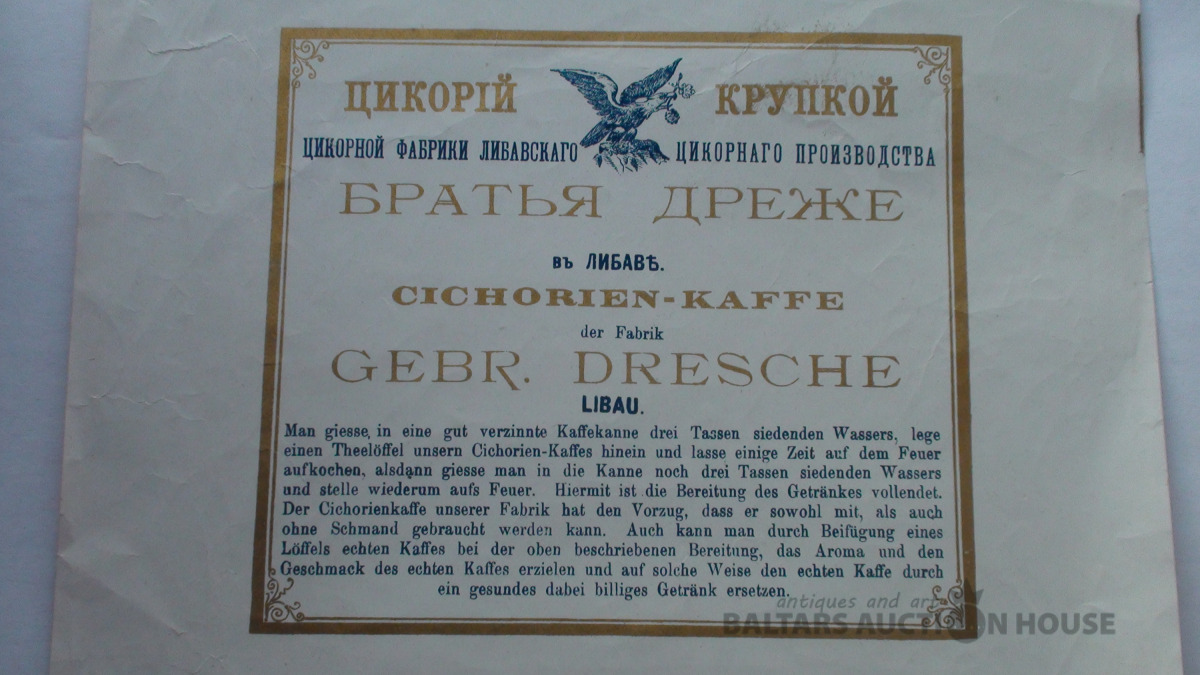 ЦИКОРІЙ КРУПКОЙ
ЦИКОРНОЙ ФАБРИКИ ЛИБАВСКАГО ЦИКОРНАГО ПРОИЗВОДСТВА
БРАТЬЯ ДРЕЖЕ
въ ЛИБАВѢ.
CICHORIEN-KAFFE
der Fabrik
GEBR. DRESCHE
LIBAU.
Man giesse, in eine gut verzinnte Kaffekanne drei Tassen siedenden Wassers, lege
einen Theelöffel unsern Cichorien-Kaffes hinein und lasse einige Zeit auf dem Feuer
aufkochen, alsdann giesse man in die Kanne noch drei Tassen siedenden Wassers
und stelle wiederum aufs Feuer. Hiermit ist die Bereitung des Getränkes vollendet.
Der Cichorienkaffe unserer Fabrik hat den Vorzug, dass er sowohl mit, als auch
ohne Schmand gebraucht werden kann. Auch kann man durch Beifügung eines
Löffels echten Kaffes bei der oben beschriebenen Bereitung, das Aroma und den
Geschmack des echten Kaffes erzielen und auf solche Weise den echten Kaffe durch
ein gesundes dabei billiges Getränk ersetzen.
antiques and art
BALTARS AUCTION HOUSE